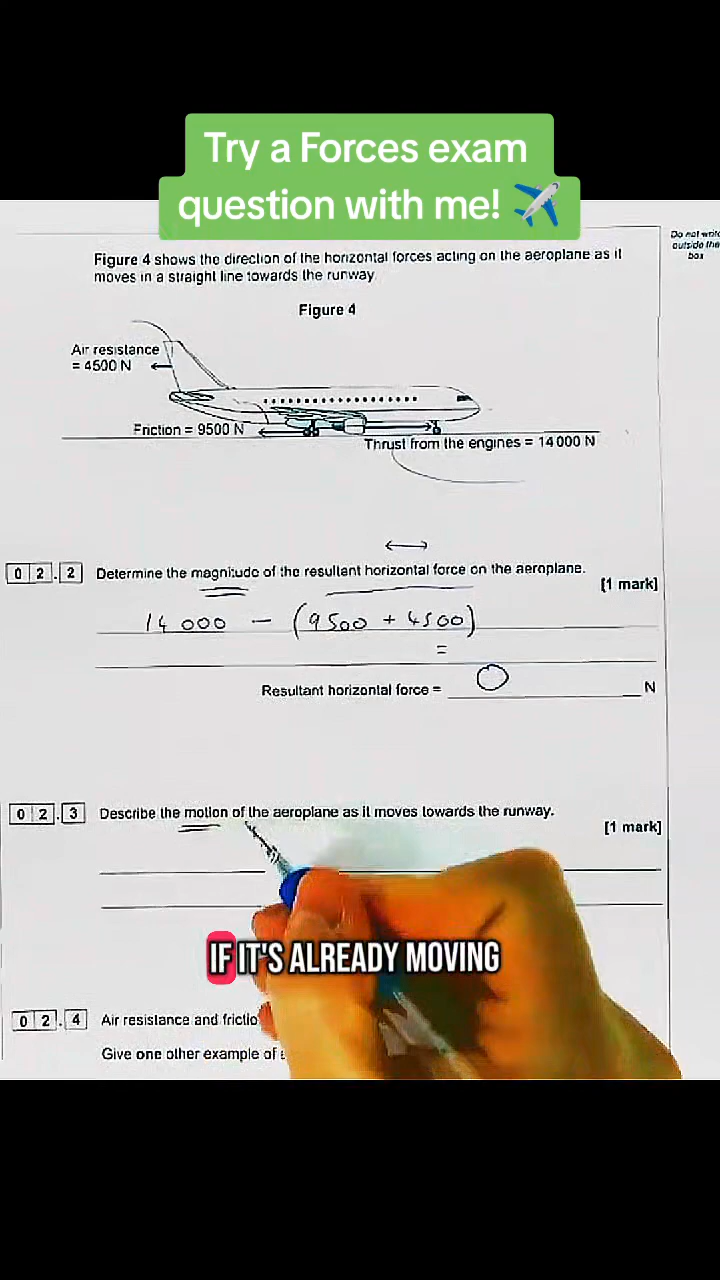 Try a Forces exam
question with me! ✈️
Do not write
outside the
box
Figure 4 shows the direction of the horizontal forces acting on the aeroplane as it
moves in a straight line towards the runway.
Figure 4
Air resistance
= 4500 N
Friction = 9500 N
Thrust from the engines = 14 000 N
0 2 . 2 Determine the magnitude of the resultant horizontal force on the aeroplane.
[1 mark]
14 000 - (9500 + 4500)
=
Resultant horizontal force = 0 N
0 2 . 3 Describe the motion of the aeroplane as it moves towards the runway.
[1 mark]
IF IT'S ALREADY MOVING
0 2 . 4 Air resistance and frictio
Give one other example of